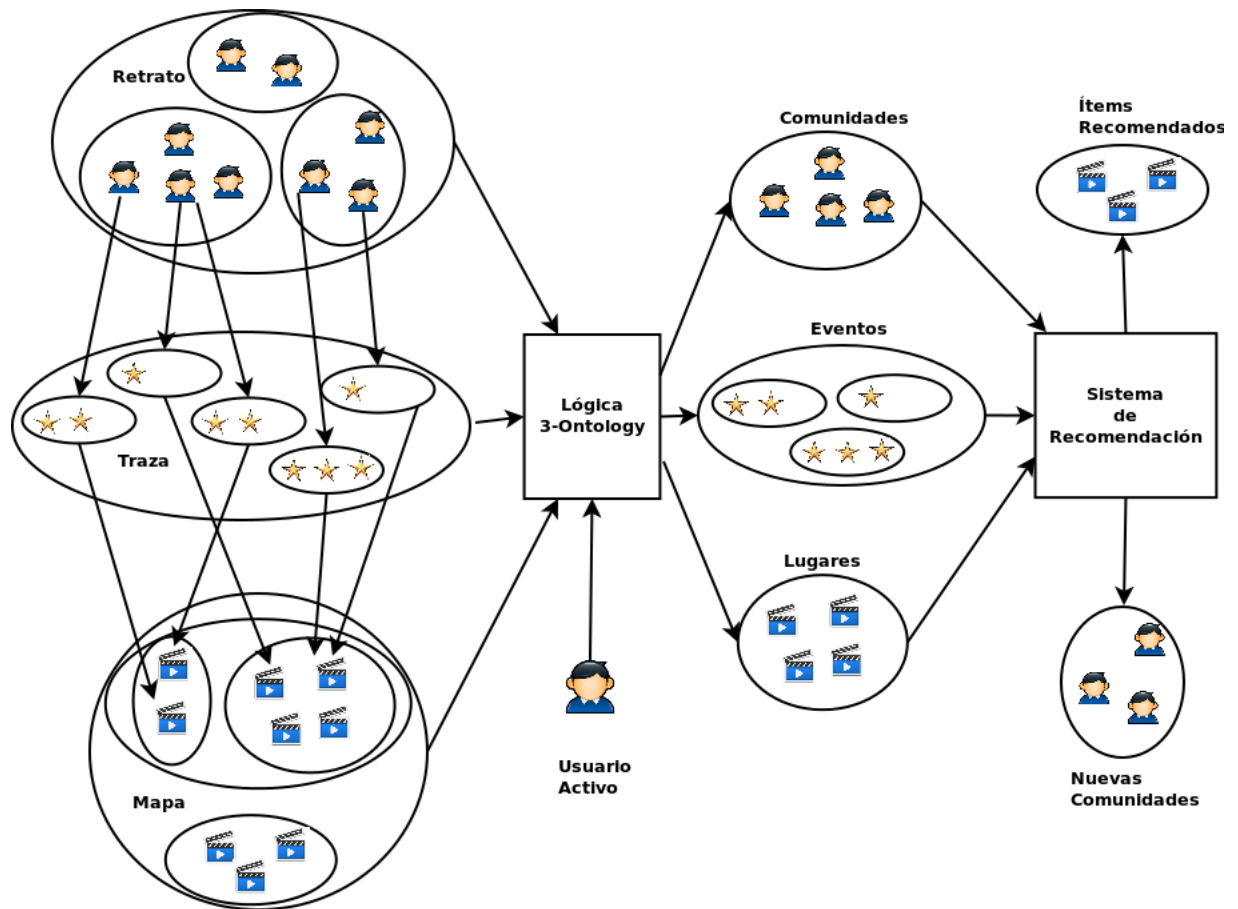 Retrato
Traza
Mapa
Lógica
3-Ontology
Usuario
Activo
Comunidades
Eventos
Lugares
Ítems
Recomendados
Sistema
de
Recomendación
Nuevas
Comunidades